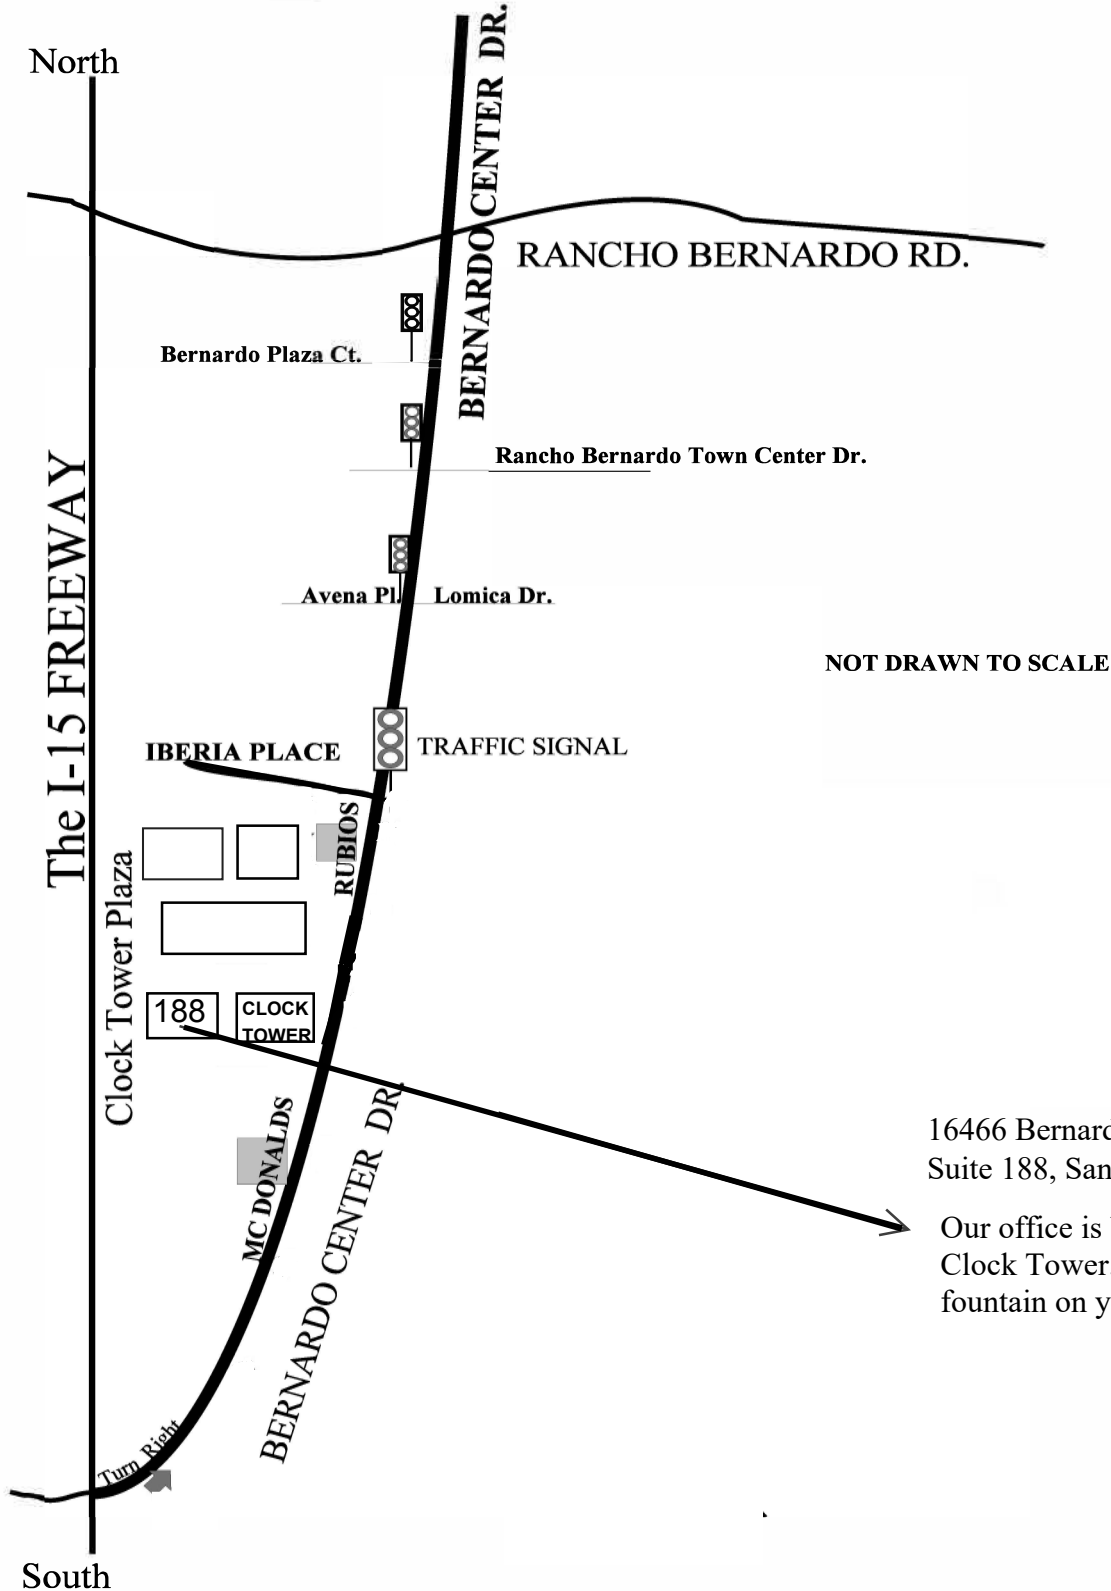 North
BERNARDO CENTER DR.
RANCHO BERNARDO RD.
Bernardo Plaza Ct.
Rancho Bernardo Town Center Dr.
The I-15 FREEWAY
Avena Pl.
Lomica Dr.
NOT DRAWN TO SCALE
IBERIA PLACE
TRAFFIC SIGNAL
RUBIOS
Clock Tower Plaza
188
CLOCK
TOWER
MC DONALDS
BERNARDO CENTER DR.
16466 Bernard
Suite 188, San
Our office is
Clock Tower.
fountain on y
Turn Right
South